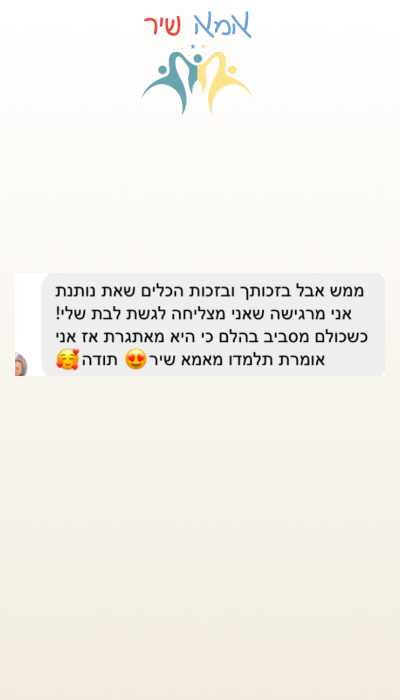 אמא שיר
ממש אבל בזכותך ובזכות הכלים שאת נותנת
אני מרגישה שאני מצליחה לגשת לבת שלי!
כשכולם מסביב בהלם כי היא מאתגרת אז אני
אומרת תלמדו מאמא שיר😍 תודה🥰